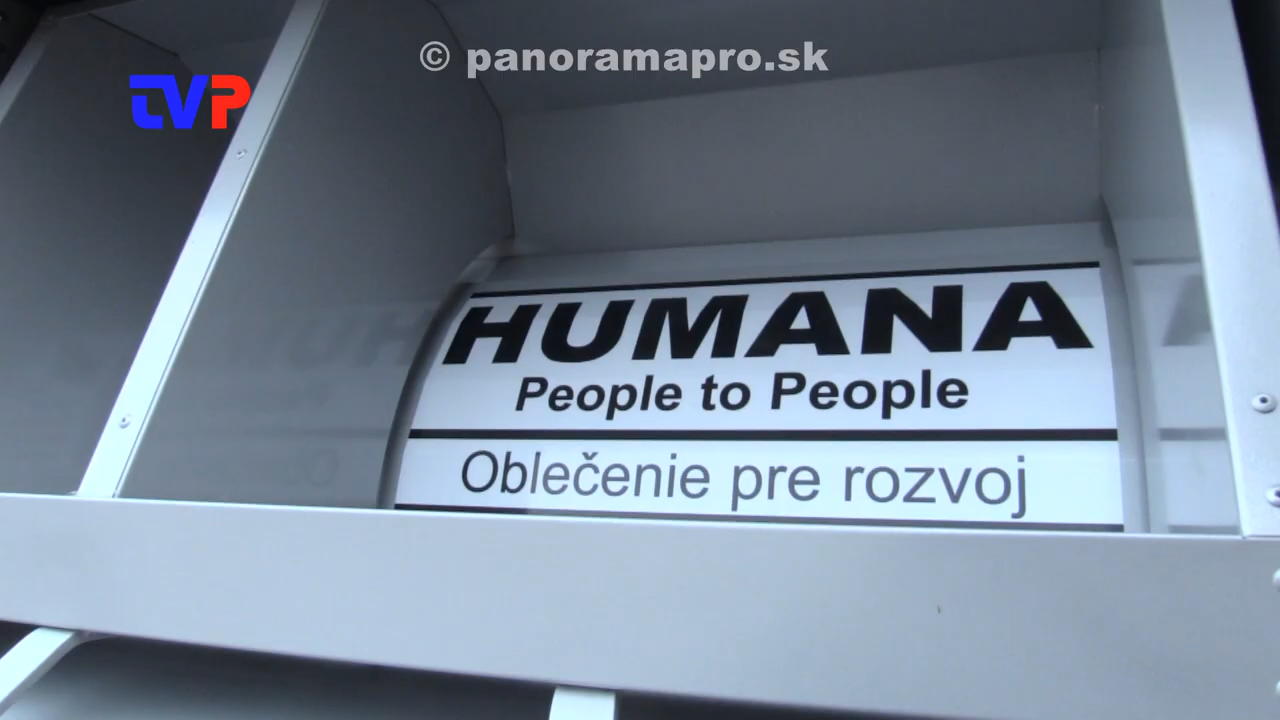 © panoramapro.sk
TVP
HUMANA
People to People
Oblečenie pre rozvoj